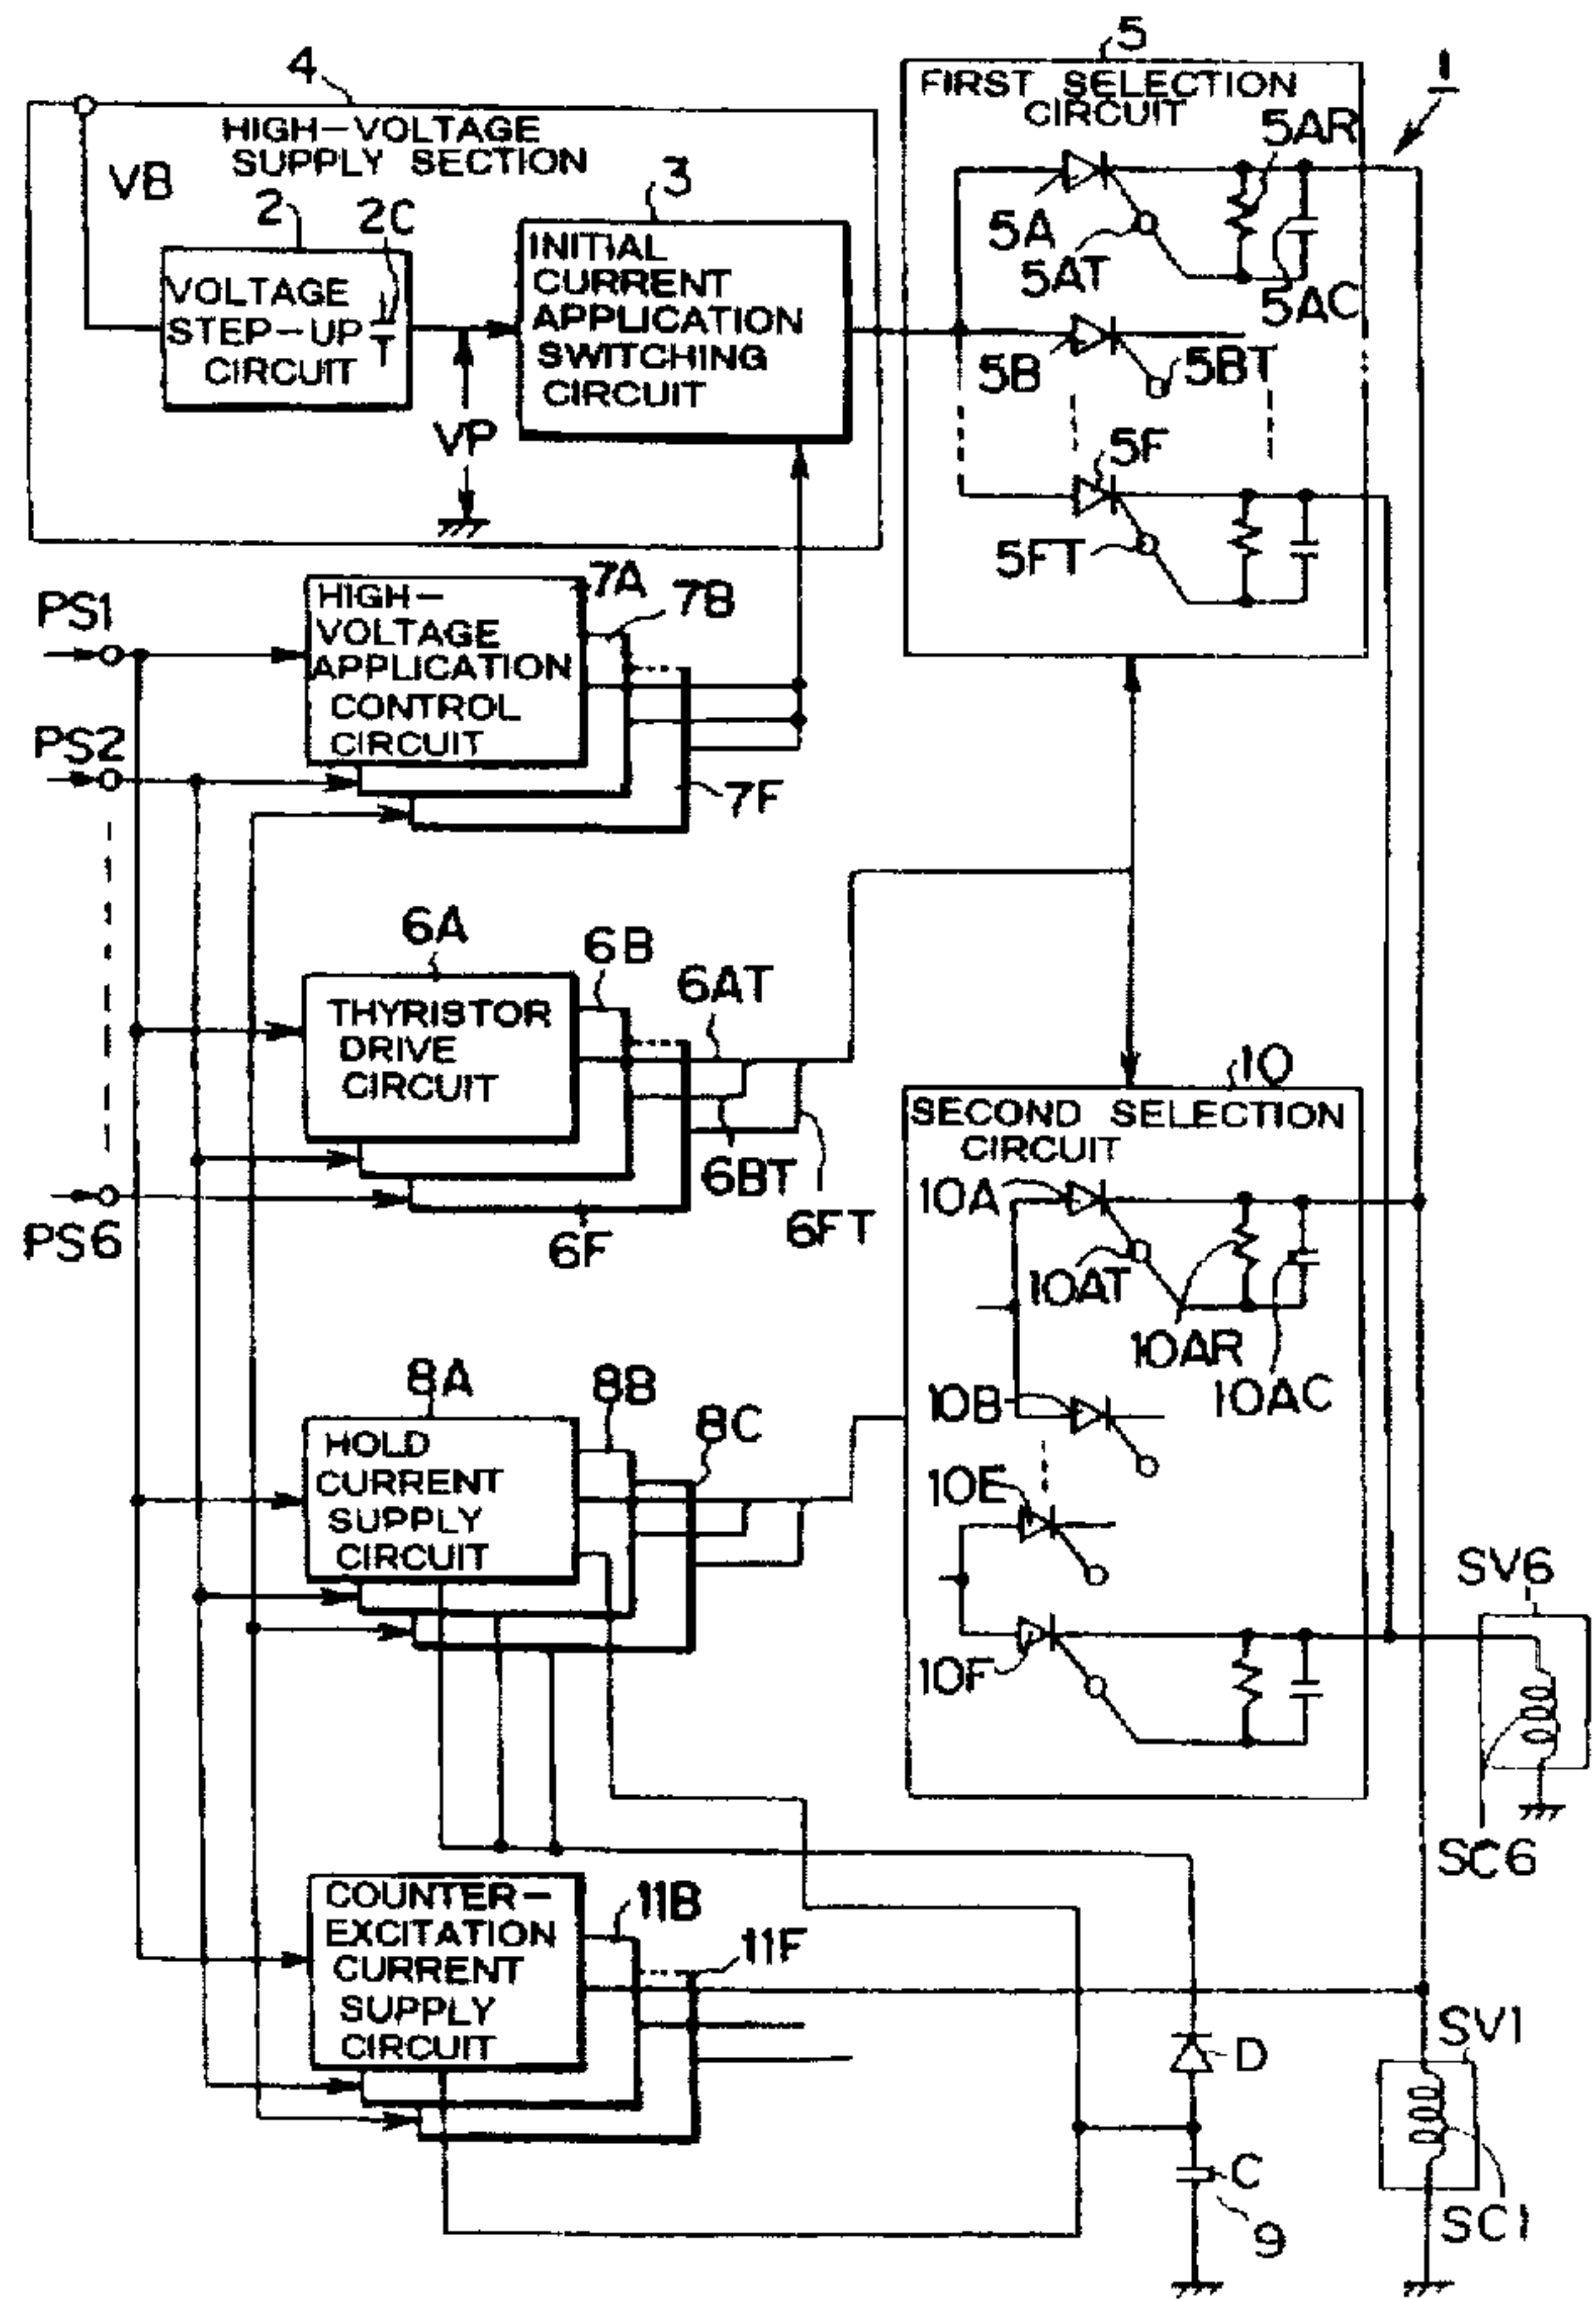 1
4
HIGH-VOLTAGE
SUPPLY SECTION
VB
2
2C
VOLTAGE
STEP-UP
CIRCUIT
VP
3
INITIAL
CURRENT
APPLICATION
SWITCHING
CIRCUIT
5
FIRST SELECTION
CIRCUIT
5AR
5A
5AT
5AC
5B
5BT
5F
5FT
PS1
PS2
PS6
7A
7B
7F
HIGH-
VOLTAGE
APPLICATION
CONTROL
CIRCUIT
6A
6B
6AT
THYRISTOR
DRIVE
CIRCUIT
6BT
6FT
6F
10
SECOND SELECTION
CIRCUIT
10A
10AT
10AR
10AC
10B
10E
10F
8A
8B
8C
HOLD
CURRENT
SUPPLY
CIRCUIT
SV6
SC6
COUNTER-
EXCITATION
CURRENT
SUPPLY
CIRCUIT
11B
11F
D
C
9
SV1
SC1